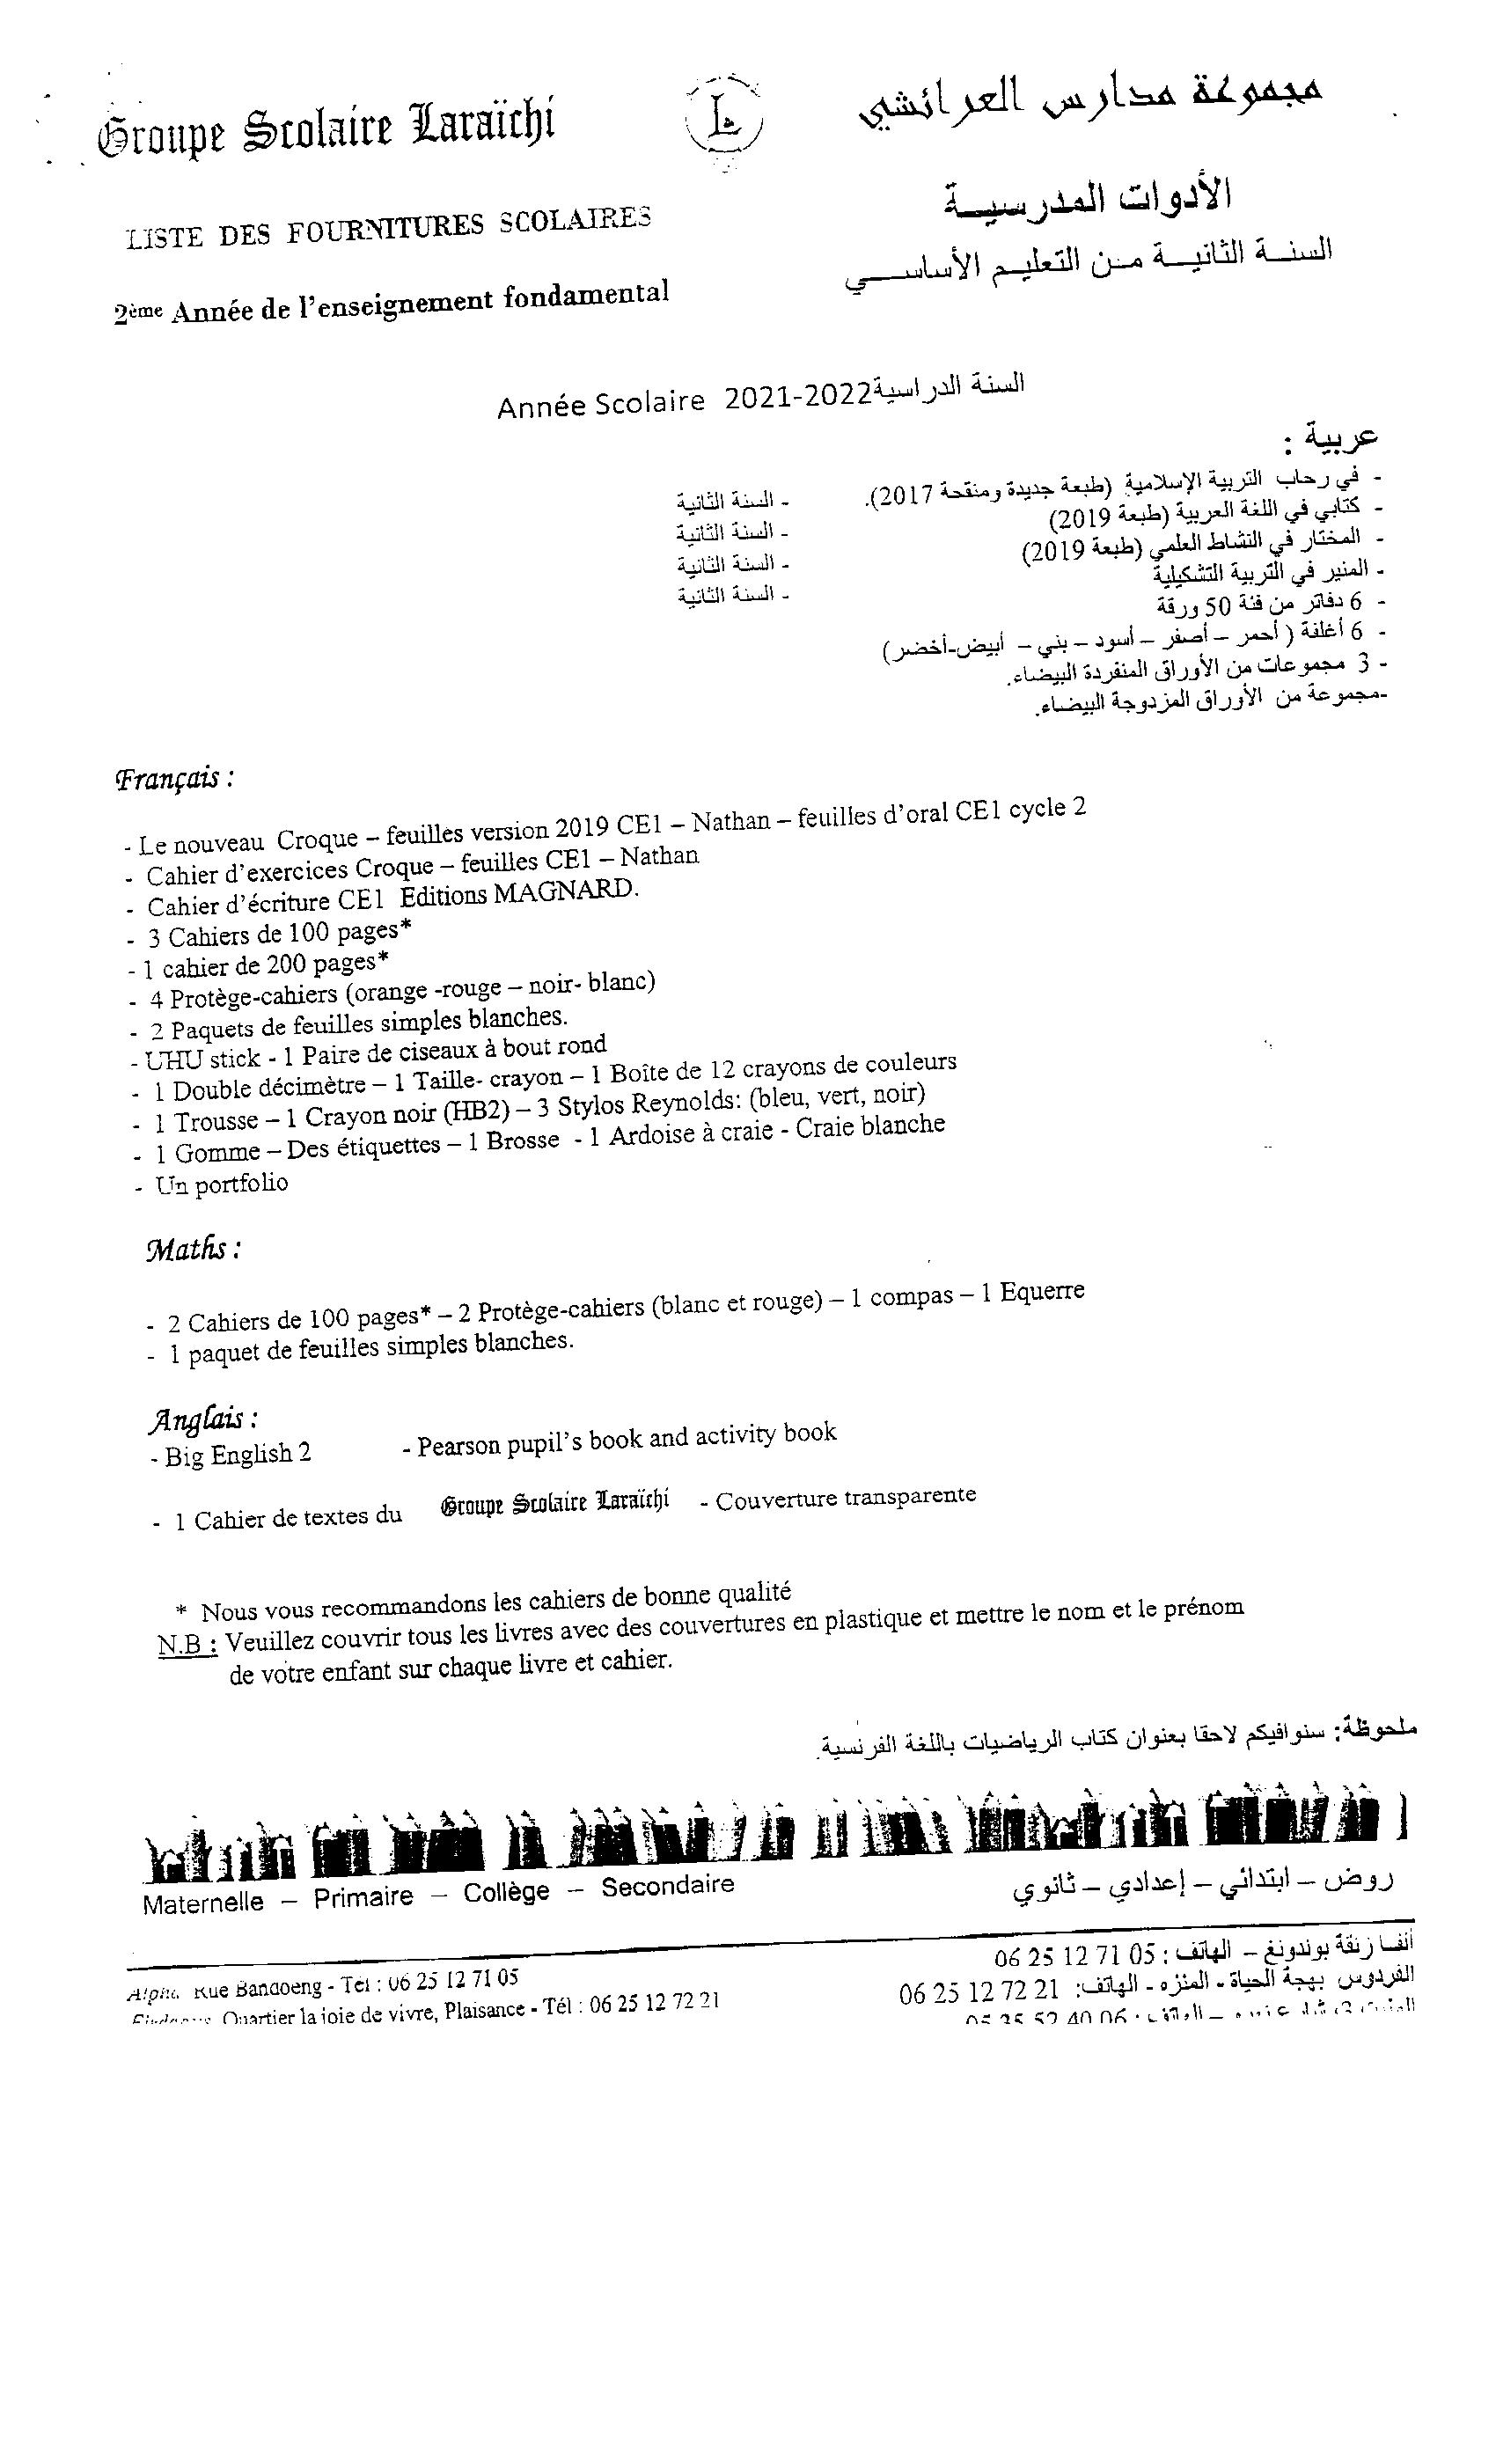 Groupe Scolaire Laraïchi
مجموعة مدارس العرائشي
L
LISTE DES FOURNITURES SCOLAIRES
الأدوات المدرسيــة
2ème Année de l'enseignement fondamental
السنــة الثانيــة مـن التعليـم الأساســـي
Année Scolaire 2021-2022السنة الدراسية
عربية :
- في رحاب التربية الإسلامية (طبعة جديدة ومنقحة 2017). - السنة الثانية
- كتابي في اللغة العربية (طبعة 2019) - السنة الثانية
- المختار في النشاط العلمي (طبعة 2019) - السنة الثانية
- المنير في التربية التشكيلية - السنة الثانية
- 6 دفاتر من فئة 50 ورقة
- 6 أغلفة ( أحمر – أصفر – أسود – بني – أبيض-أخضر)
- 3 مجموعات من الأوراق المنفردة البيضاء.
-مجموعة من الأوراق المزدوجة البيضاء.
Français :
- Le nouveau Croque – feuilles version 2019 CE1 – Nathan – feuilles d'oral CE1 cycle 2
- Cahier d'exercices Croque – feuilles CE1 – Nathan
- Cahier d'écriture CE1 Editions MAGNARD.
- 3 Cahiers de 100 pages*
- 1 cahier de 200 pages*
- 4 Protège-cahiers (orange -rouge – noir- blanc)
- 2 Paquets de feuilles simples blanches.
- UHU stick - 1 Paire de ciseaux à bout rond
- 1 Double décimètre – 1 Taille- crayon – 1 Boîte de 12 crayons de couleurs
- 1 Trousse – 1 Crayon noir (HB2) – 3 Stylos Reynolds: (bleu, vert, noir)
- 1 Gomme – Des étiquettes – 1 Brosse - 1 Ardoise à craie - Craie blanche
- Un portfolio
Maths :
- 2 Cahiers de 100 pages* – 2 Protège-cahiers (blanc et rouge) – 1 compas – 1 Equerre
- 1 paquet de feuilles simples blanches.
Anglais :
- Big English 2 - Pearson pupil's book and activity book
- 1 Cahier de textes du Groupe Scolaire Laraïchi - Couverture transparente
* Nous vous recommandons les cahiers de bonne qualité
N.B : Veuillez couvrir tous les livres avec des couvertures en plastique et mettre le nom et le prénom
de votre enfant sur chaque livre et cahier.
ملحوظة: سنوافيكم لاحقا بعنوان كتاب الرياضيات باللغة الفرنسية.
Maternelle – Primaire – Collège – Secondaire
روض – ابتدائي – إعدادي – ثانوي
Alpha Rue Bandoeng - Tél : 06 25 12 71 05
أنفـا زنقة بوندونغ – الهاتف : 05 71 12 25 06
Quartier la joie de vivre, Plaisance - Tél : 06 25 12 72 21
الفردوس بهجة الحياة - المنزه - الهاتف: 21 72 12 25 06
05 35 52 40 06